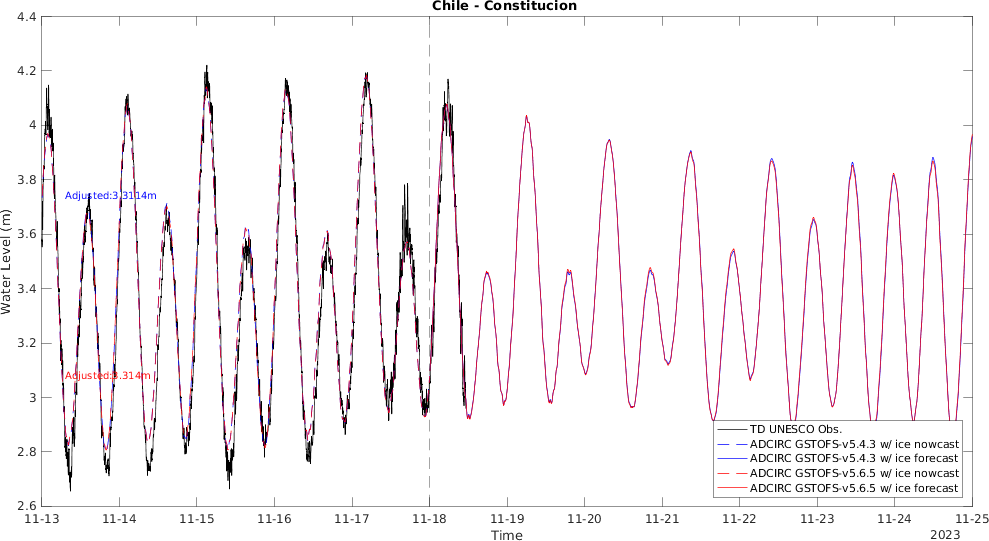 Chile - Constitucion
4.4
4.2
4
3.8
3.6
3.4
3.2
3
2.8
2.6
Water Level (m)
Adjusted:3.3114m
Adjusted:3.314m
TD UNESCO Obs.
ADCIRC GSTOFS-v5.4.3 w/ ice nowcast
ADCIRC GSTOFS-v5.4.3 w/ ice forecast
ADCIRC GSTOFS-v5.6.5 w/ ice nowcast
ADCIRC GSTOFS-v5.6.5 w/ ice forecast
11-13 11-14 11-15 11-16 11-17 11-18 11-19 11-20 11-21 11-22 11-23 11-24 11-25
Time
2023